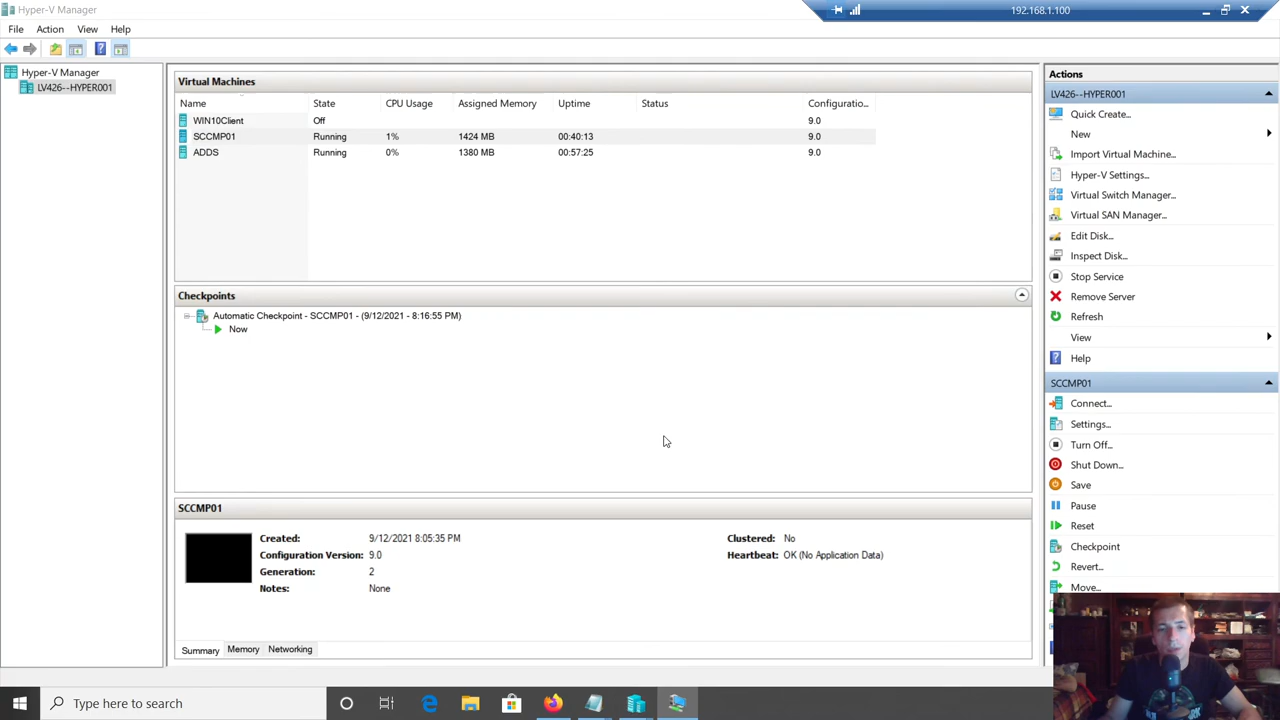 Hyper-V Manager
192.168.1.100
File Action View Help
Hyper-V Manager
LV426--HYPER001
Virtual Machines
Name State CPU Usage Assigned Memory Uptime Status Configuratio...
WIN10Client Off 9.0
SCCMP01 Running 1% 1424 MB 00:40:13 9.0
ADDS Running 0% 1380 MB 00:57:25 9.0
Checkpoints
Automatic Checkpoint - SCCMP01 - (9/12/2021 - 8:16:55 PM)
Now
SCCMP01
Created: 9/12/2021 8:05:35 PM Clustered: No
Configuration Version: 9.0 Heartbeat: OK (No Application Data)
Generation: 2
Notes: None
Summary Memory Networking
Actions
LV426--HYPER001
Quick Create...
New
Import Virtual Machine...
Hyper-V Settings...
Virtual Switch Manager...
Virtual SAN Manager...
Edit Disk...
Inspect Disk...
Stop Service
Remove Server
Refresh
View
Help
SCCMP01
Connect...
Settings...
Turn Off...
Shut Down...
Save
Pause
Reset
Checkpoint
Revert...
Move...
Type here to search